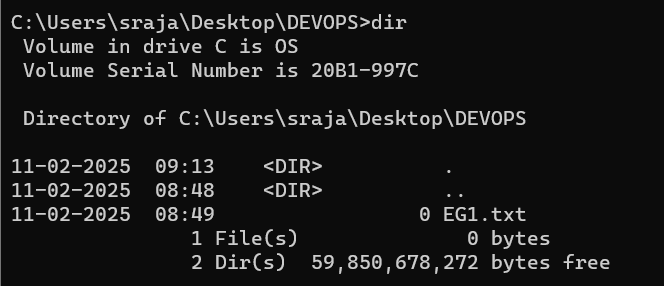 C:\Users\sraja\Desktop\DEVOPS>dir
 Volume in drive C is OS
 Volume Serial Number is 20B1-997C

 Directory of C:\Users\sraja\Desktop\DEVOPS

11-02-2025  09:13    <DIR>          .
11-02-2025  08:48    <DIR>          ..
11-02-2025  08:49                 0 EG1.txt
               1 File(s)              0 bytes
               2 Dir(s)  59,850,678,272 bytes free